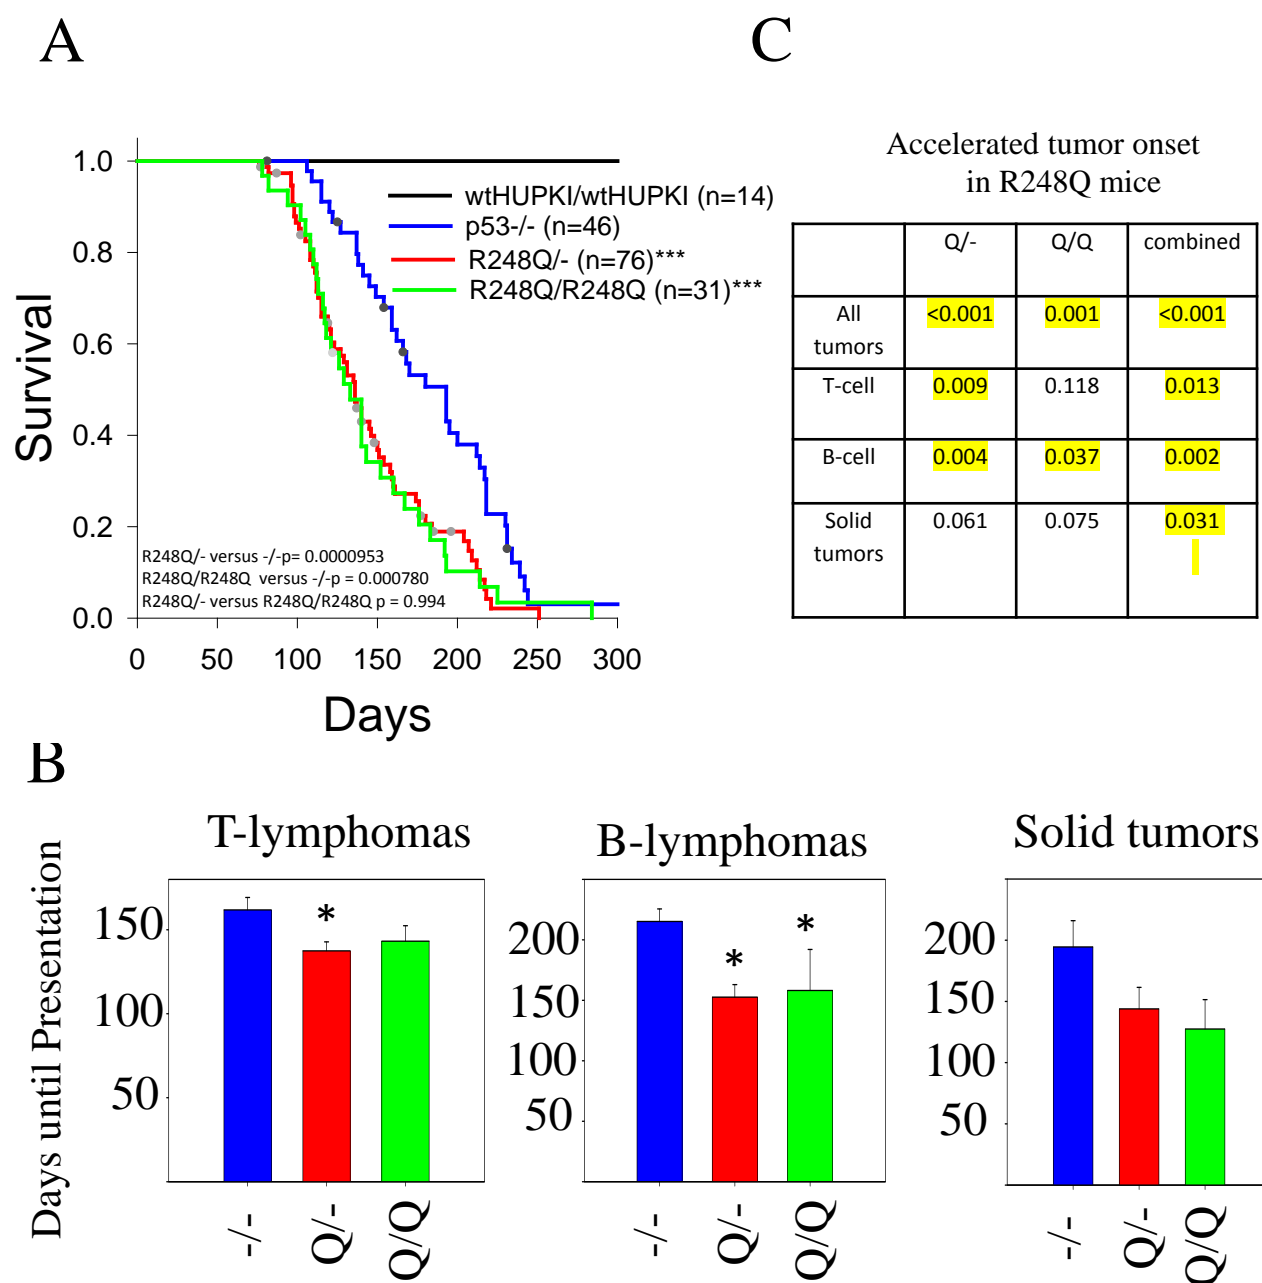 A
C
1.0
0.8
0.6
0.4
0.2
0.0
Survival
wtHUPKI/wtHUPKI (n=14)
p53-/- (n=46)
R248Q/- (n=76)***
R248Q/R248Q (n=31)***
R248Q/- versus -/-p= 0.0000953
R248Q/R248Q versus -/-p = 0.000780
R248Q/- versus R248Q/R248Q p = 0.994
0 50 100 150 200 250 300
Days
Accelerated tumor onset
in R248Q mice
Q/- Q/Q combined
All <0.001 0.001 <0.001
tumors
T-cell 0.009 0.118 0.013
B-cell 0.004 0.037 0.002
Solid 0.061 0.075 0.031
tumors
B
Days until Presentation
T-lymphomas
150
100
50
*
-/- Q/- Q/Q
B-lymphomas
200
150
100
50
* *
-/- Q/- Q/Q
Solid tumors
200
150
100
50
-/- Q/- Q/Q